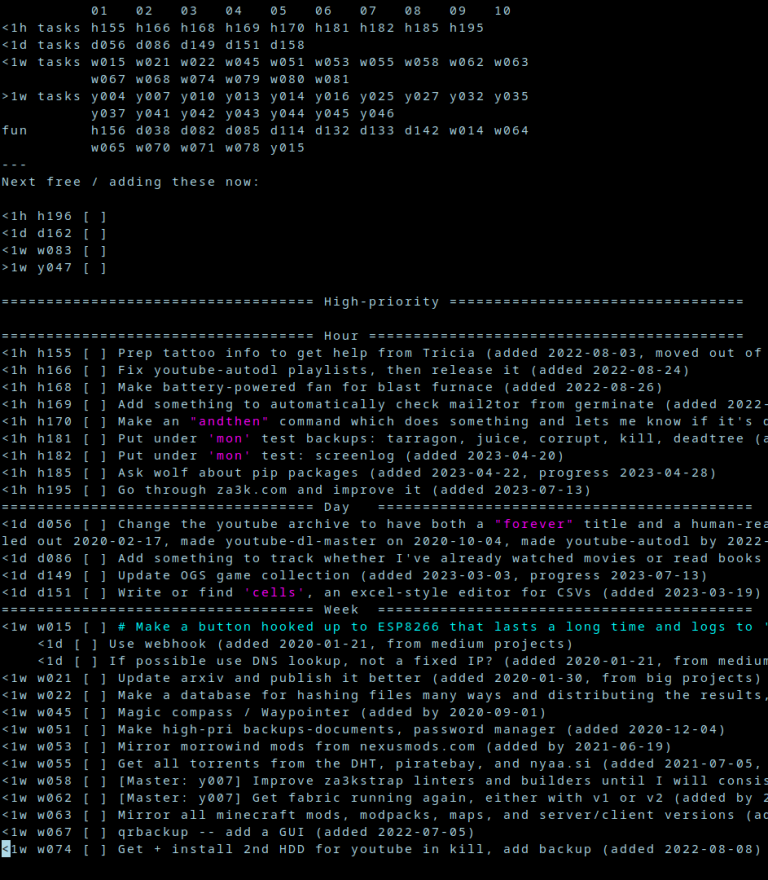 01   02   03   04   05   06   07   08   09   10
<1h tasks h155 h166 h168 h169 h170 h181 h182 h185 h195
<1d tasks d056 d086 d149 d151 d158
<1w tasks w015 w021 w022 w045 w051 w053 w055 w058 w062 w063
          w067 w068 w074 w079 w080 w081
>1w tasks y004 y007 y010 y013 y014 y016 y025 y027 y032 y035
          y037 y041 y042 y043 y044 y045 y046
fun       h156 d038 d082 d085 d114 d132 d133 d142 w014 w064
          w065 w070 w071 w078 y015
---
Next free / adding these now:

<1h h196 [ ]
<1d d162 [ ]
<1w w083 [ ]
>1w y047 [ ]

=================================== High-priority =================================

=================================== Hour ==========================================
<1h h155 [ ] Prep tattoo info to get help from Tricia (added 2022-08-03, moved out of
<1h h166 [ ] Fix youtube-autodl playlists, then release it (added 2022-08-24)
<1h h168 [ ] Make battery-powered fan for blast furnace (added 2022-08-26)
<1h h169 [ ] Add something to automatically check mail2tor from germinate (added 2022-
<1h h170 [ ] Make an "andthen" command which does something and lets me know if it's
<1h h181 [ ] Put under 'mon' test backups: tarragon, juice, corrupt, kill, deadtree (a
<1h h182 [ ] Put under 'mon' test: screenlog (added 2023-04-20)
<1h h185 [ ] Ask wolf about pip packages (added 2023-04-22, progress 2023-04-28)
<1h h195 [ ] Go through za3k.com and improve it (added 2023-07-13)
=================================== Day   ==========================================
<1d d056 [ ] Change the youtube archive to have both a "forever" title and a human-rea
led out 2020-02-17, made youtube-dl-master on 2020-10-04, made youtube-autodl by 2022-
<1d d086 [ ] Add something to track whether I've already watched movies or read books
<1d d149 [ ] Update OGS game collection (added 2023-03-03, progress 2023-07-13)
<1d d151 [ ] Write or find 'cells', an excel-style editor for CSVs (added 2023-03-19)
=================================== Week  ==========================================
<1w w015 [ ] # Make a button hooked up to ESP8266 that lasts a long time and logs to '
    <1d [ ] Use webhook (added 2020-01-21, from medium projects)
    <1d [ ] If possible use DNS lookup, not a fixed IP? (added 2020-01-21, from medium
<1w w021 [ ] Update arxiv and publish it better (added 2020-01-30, from big projects)
<1w w022 [ ] Make a database for hashing files many ways and distributing the results,
<1w w045 [ ] Magic compass / Waypointer (added by 2020-09-01)
<1w w051 [ ] Make high-pri backups-documents, password manager (added 2020-12-04)
<1w w053 [ ] Mirror morrowind mods from nexusmods.com (added by 2021-06-19)
<1w w055 [ ] Get all torrents from the DHT, piratebay, and nyaa.si (added 2021-07-05,
<1w w058 [ ] [Master: y007] Improve za3kstrap linters and builders until I will consis
<1w w062 [ ] [Master: y007] Get fabric running again, either with v1 or v2 (added by 2
<1w w063 [ ] Mirror all minecraft mods, modpacks, maps, and server/client versions (ad
<1w w067 [ ] qrbackup -- add a GUI (added 2022-07-05)
<1w w074 [ ] Get + install 2nd HDD for youtube in kill, add backup (added 2022-08-08)